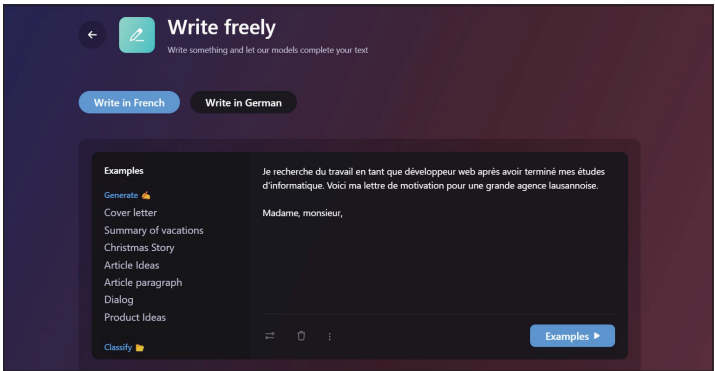 Write freely
Write something and let our models complete your text
Write in French
Write in German
Examples
Generate ✍️
Cover letter
Summary of vacations
Christmas Story
Article Ideas
Article paragraph
Dialog
Product Ideas
Classify 📂
Je recherche du travail en tant que développeur web après avoir terminé mes études
d'informatique. Voici ma lettre de motivation pour une grande agence lausannoise.
Madame, monsieur,
Examples